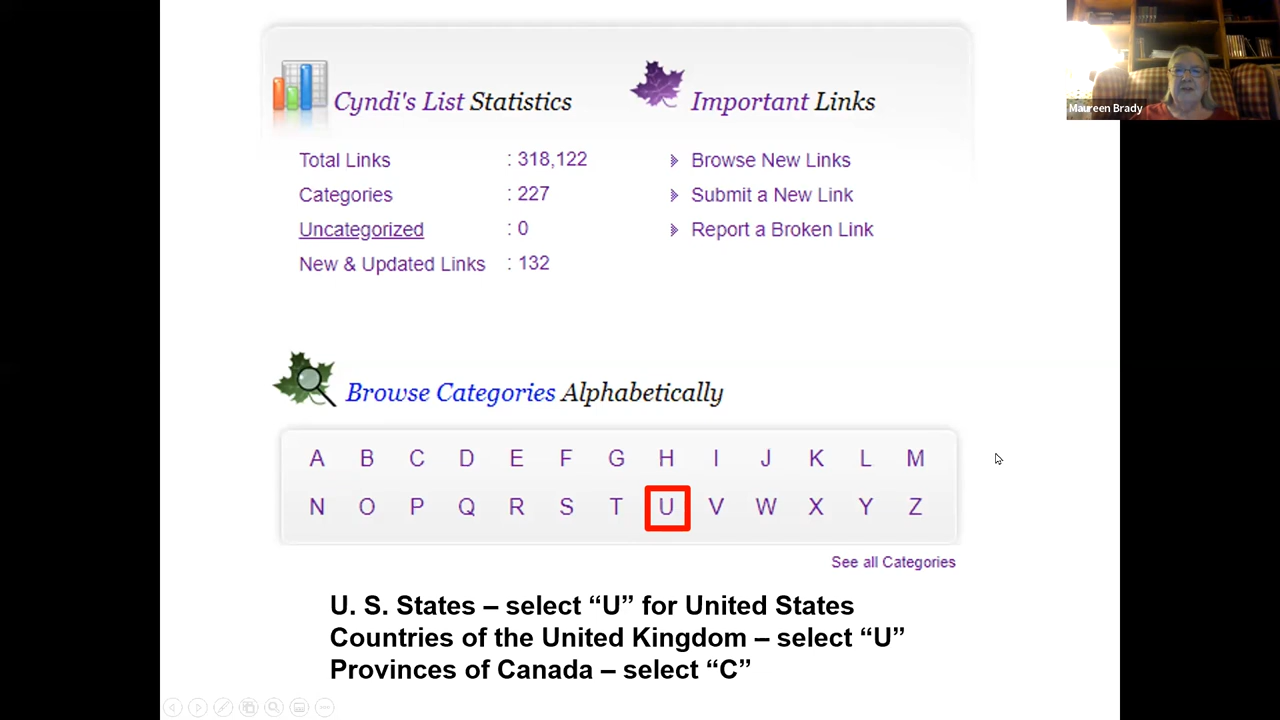 Maureen Brady
Cyndi's List Statistics
Total Links : 318,122
Categories : 227
Uncategorized : 0
New & Updated Links : 132
Important Links
Browse New Links
Submit a New Link
Report a Broken Link
Browse Categories Alphabetically
A B C D E F G H I J K L M
N O P Q R S T U V W X Y Z
See all Categories
U. S. States – select “U” for United States
Countries of the United Kingdom – select “U”
Provinces of Canada – select “C”